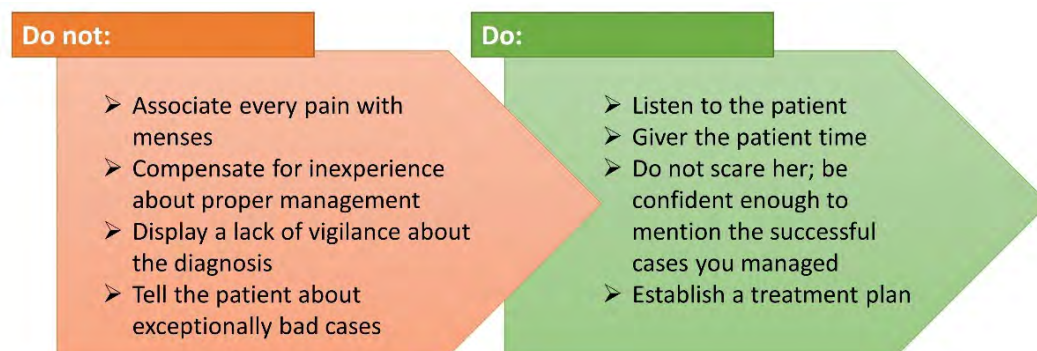 Do not:
➢ Associate every pain with
menses
➢ Compensate for inexperience
about proper management
➢ Display a lack of vigilance about
the diagnosis
➢ Tell the patient about
exceptionally bad cases
Do:
➢ Listen to the patient
➢ Giver the patient time
➢ Do not scare her; be
confident enough to
mention the successful
cases you managed
➢ Establish a treatment plan